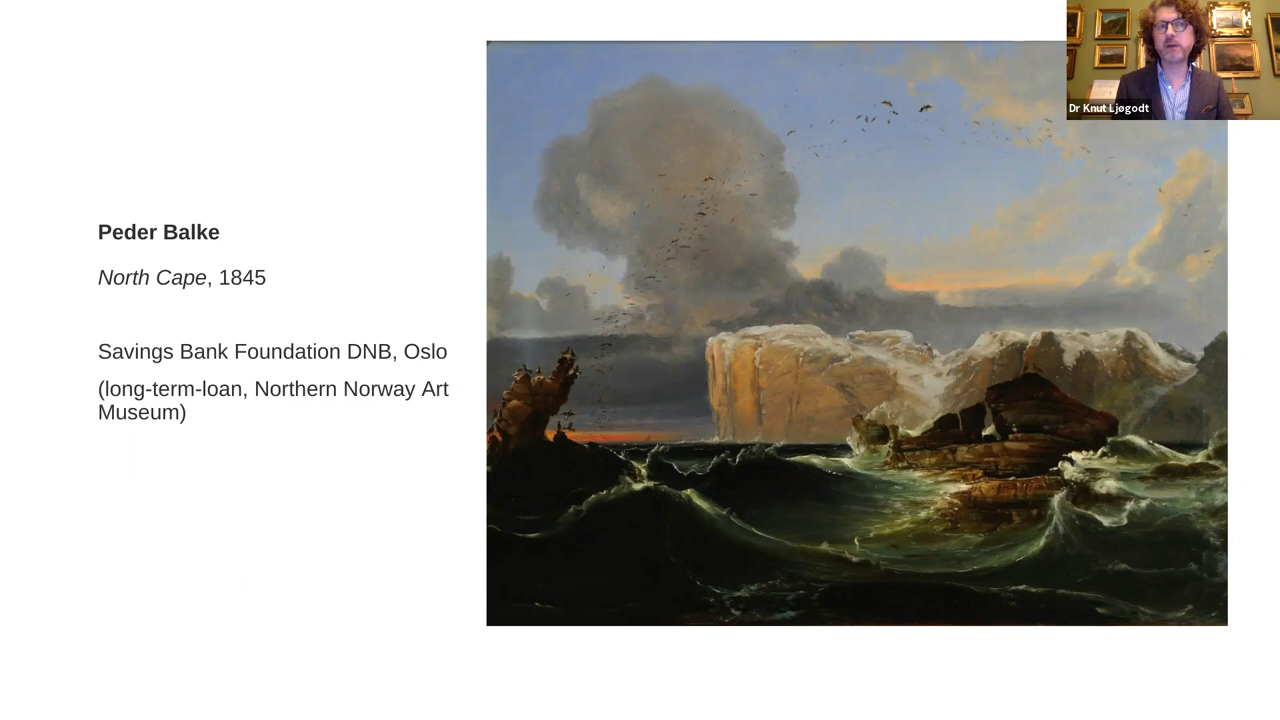 Dr Knut Ljøgodt
Peder Balke
North Cape, 1845
Savings Bank Foundation DNB, Oslo
(long-term-loan, Northern Norway Art
Museum)